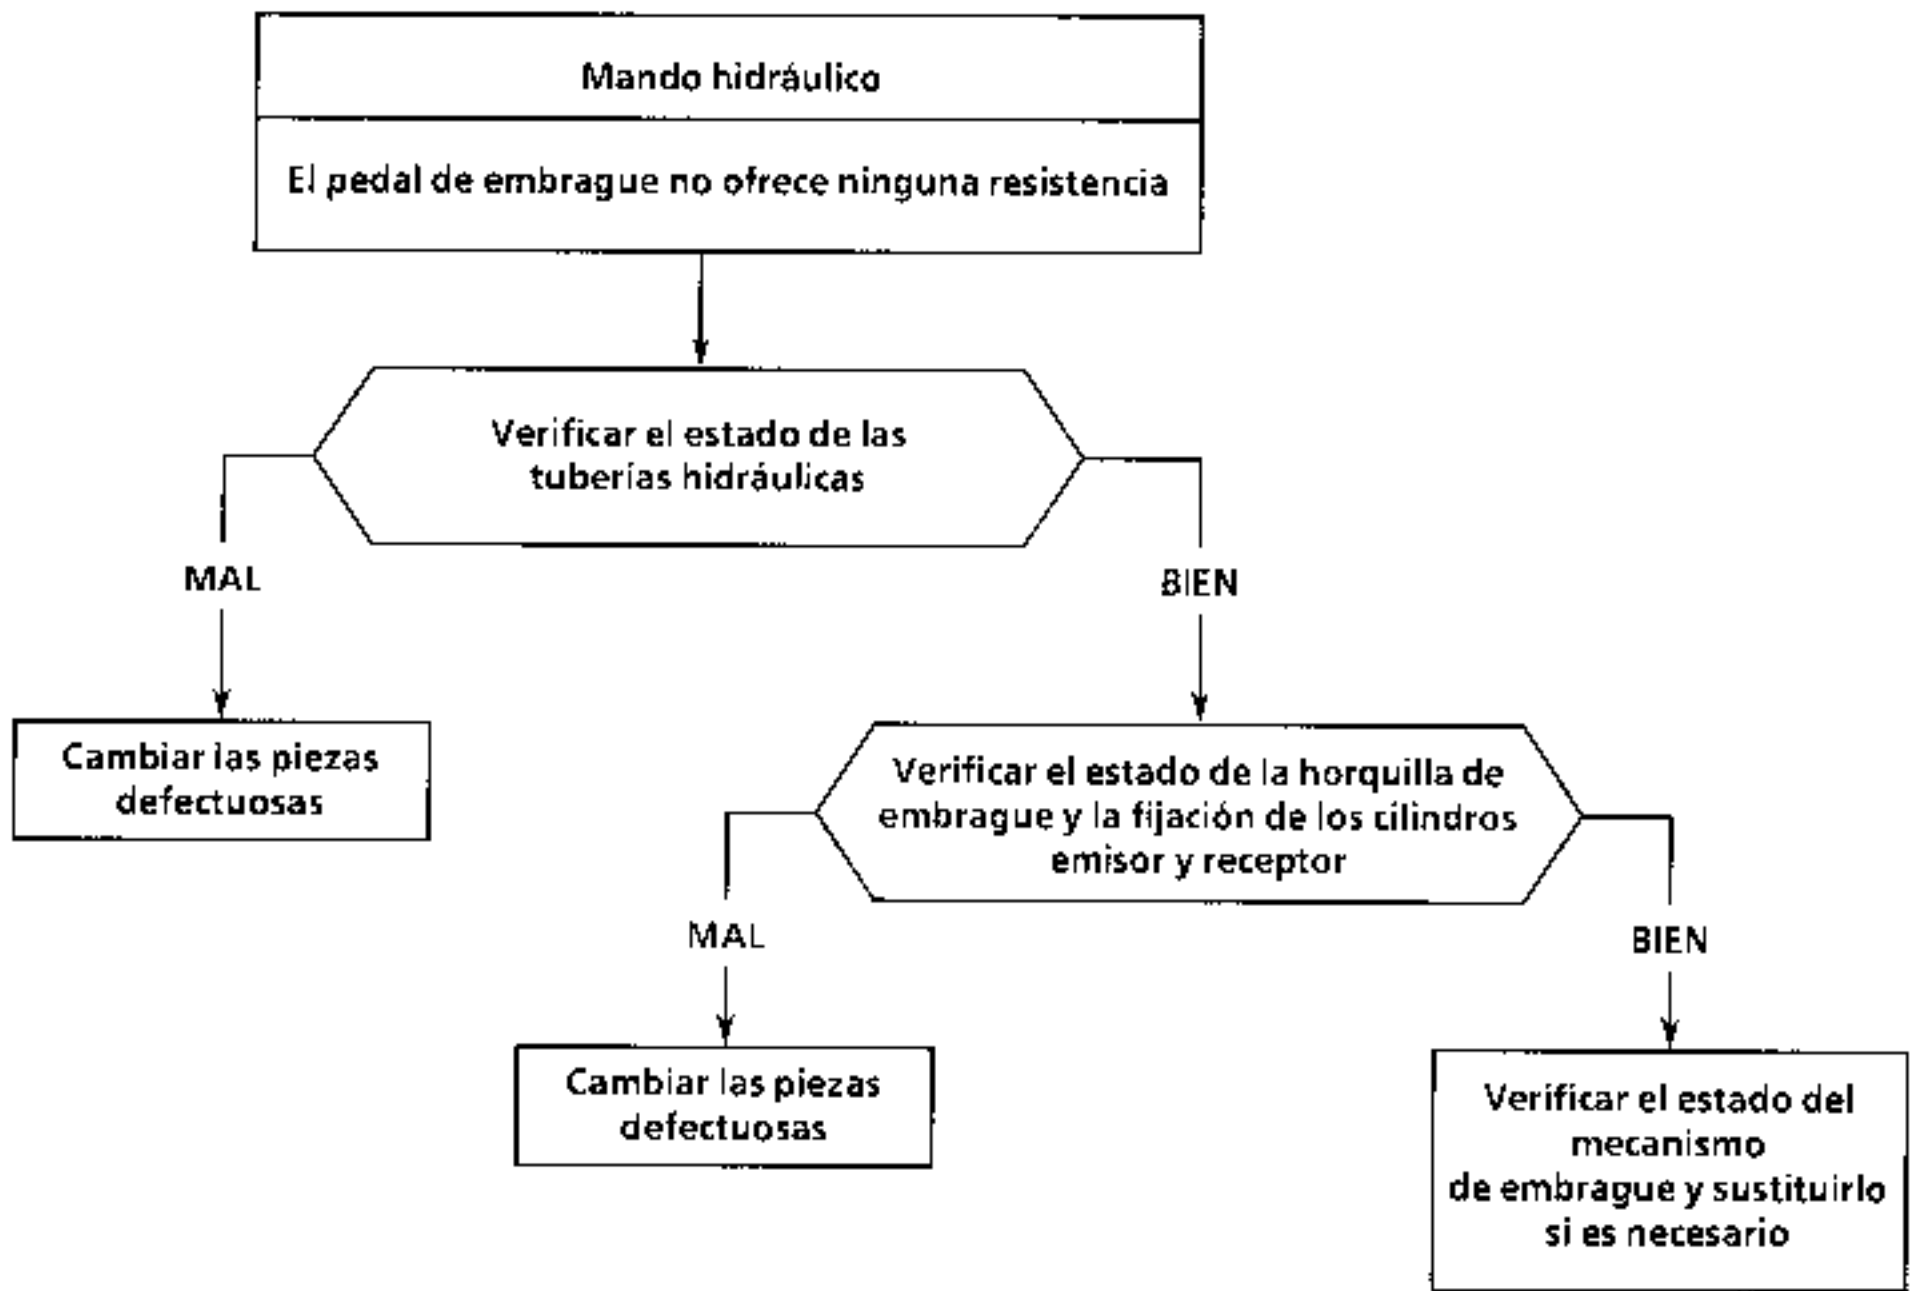 Mando hidráulico
El pedal de embrague no ofrece ninguna resistencia
Verificar el estado de las
tuberías hidráulicas
MAL
BIEN
Cambiar las piezas
defectuosas
Verificar el estado de la horquilla de
embrague y la fijación de los cilindros
emisor y receptor
MAL
BIEN
Cambiar las piezas
defectuosas
Verificar el estado del
mecanismo
de embrague y sustituirlo
si es necesario